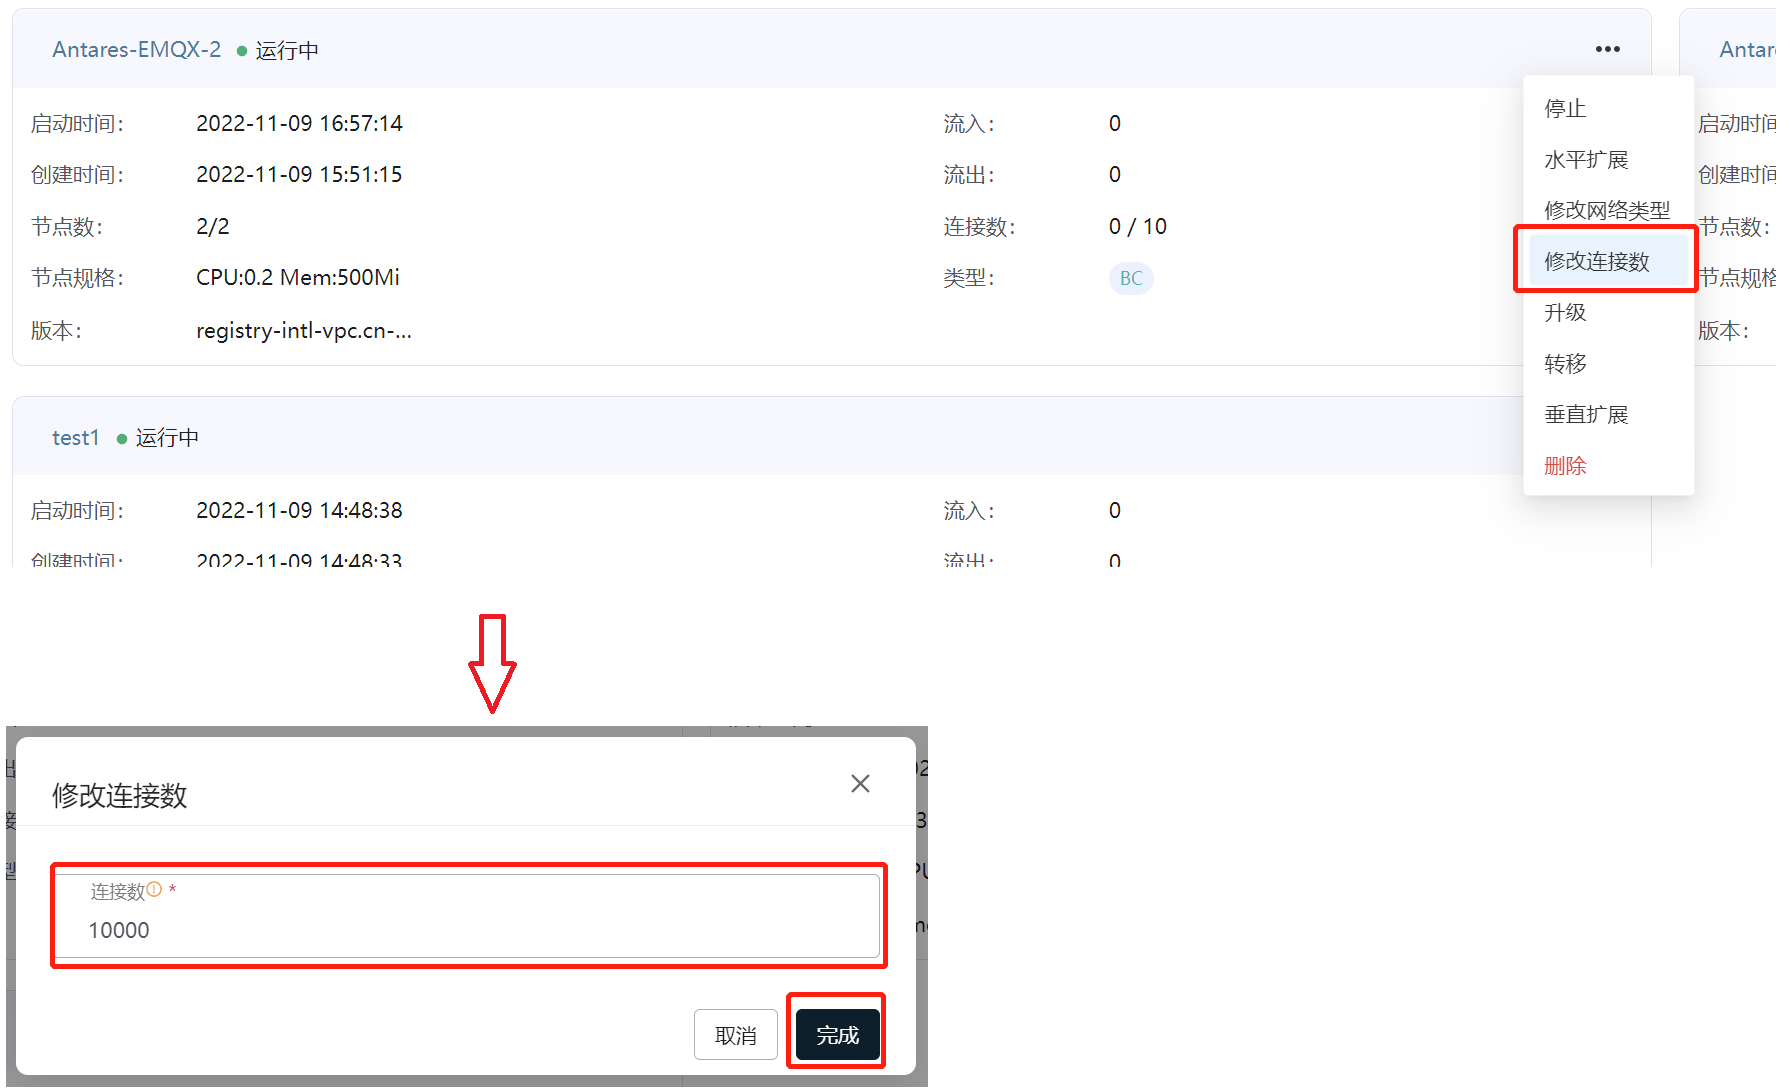 Antares-EMQX-2 运行中
启动时间: 2022-11-09 16:57:14 流入: 0
创建时间: 2022-11-09 15:51:15 流出: 0
节点数: 2/2 连接数: 0 / 10
节点规格: CPU:0.2 Mem:500Mi 类型: BC
版本: registry-intl-vpc.cn-...
停止
水平扩展
修改网络类型
修改连接数
升级
转移
垂直扩展
删除
Antar
启动时间
创建时间
节点数:
节点规格
版本:
test1 运行中
启动时间: 2022-11-09 14:48:38 流入: 0
创建时间: 2022-11-09 14:48:33 流出: 0
修改连接数
连接数 *
10000
取消 完成